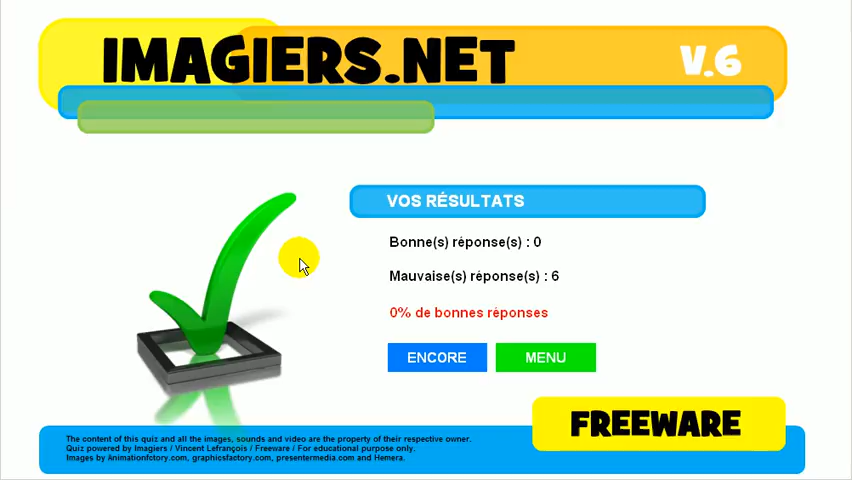 IMAGIERS.NET
V.6
VOS RÉSULTATS
Bonne(s) réponse(s) : 0
Mauvaise(s) réponse(s) : 6
0% de bonnes réponses
ENCORE
MENU
FREEWARE
The content of this quiz and all the images, sounds and video are the property of their respective owner.
Quiz powered by Imagiers / Vincent Lefrançois / Freeware / For educational purpose only.
Images by Animationfctory.com, graphicsfactory.com, presentermedia.com and Hemera.